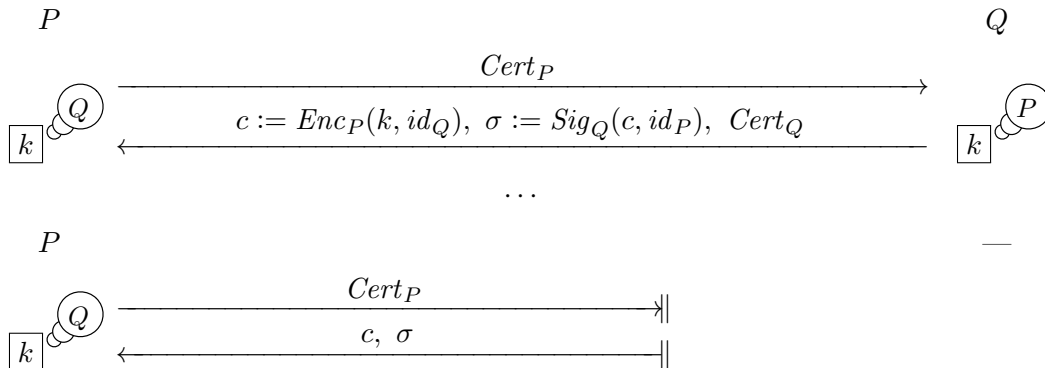 P Q
Cert_P
Q P
c := Enc_P(k, id_Q), σ := Sig_Q(c, id_P), Cert_Q
k k
...
P —
Cert_P
Q
c, σ
k